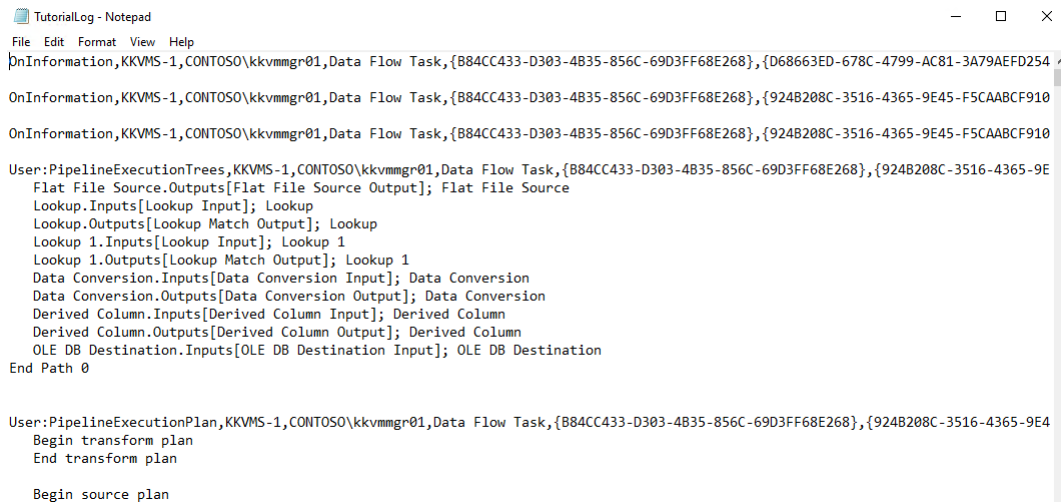 TutorialLog - Notepad
File Edit Format View Help
OnInformation,KKVMS-1,CONTOSO\kkvmmgr01,Data Flow Task,{B84CC433-D303-4B35-856C-69D3FF68E268},{D68663ED-678C-4799-AC81-3A79AEFD254
OnInformation,KKVMS-1,CONTOSO\kkvmmgr01,Data Flow Task,{B84CC433-D303-4B35-856C-69D3FF68E268},{924B208C-3516-4365-9E45-F5CAABCF910
OnInformation,KKVMS-1,CONTOSO\kkvmmgr01,Data Flow Task,{B84CC433-D303-4B35-856C-69D3FF68E268},{924B208C-3516-4365-9E45-F5CAABCF910
User:PipelineExecutionTrees,KKVMS-1,CONTOSO\kkvmmgr01,Data Flow Task,{B84CC433-D303-4B35-856C-69D3FF68E268},{924B208C-3516-4365-9E
Flat File Source.Outputs[Flat File Source Output]; Flat File Source
Lookup.Inputs[Lookup Input]; Lookup
Lookup.Outputs[Lookup Match Output]; Lookup
Lookup 1.Inputs[Lookup Input]; Lookup 1
Lookup 1.Outputs[Lookup Match Output]; Lookup 1
Data Conversion.Inputs[Data Conversion Input]; Data Conversion
Data Conversion.Outputs[Data Conversion Output]; Data Conversion
Derived Column.Inputs[Derived Column Input]; Derived Column
Derived Column.Outputs[Derived Column Output]; Derived Column
OLE DB Destination.Inputs[OLE DB Destination Input]; OLE DB Destination
End Path 0
User:PipelineExecutionPlan,KKVMS-1,CONTOSO\kkvmmgr01,Data Flow Task,{B84CC433-D303-4B35-856C-69D3FF68E268},{924B208C-3516-4365-9E4
Begin transform plan
End transform plan
Begin source plan